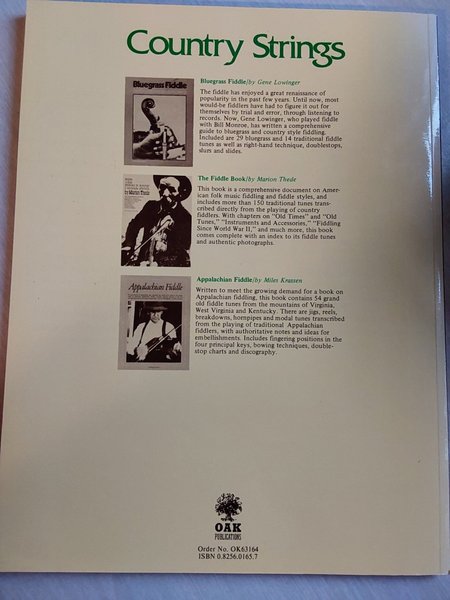 Country Strings
Bluegrass Fiddle/by Gene Lowinger
The fiddle has enjoyed a great renaissance of
popularity in the past few years. Until now, most
would-be fiddlers have had to figure it out for
themselves by trial and error, through listening to
records. Now, Gene Lowinger, who played fiddle
with Bill Monroe, has written a comprehensive
guide to bluegrass and country style fiddling.
Included are 29 bluegrass and 14 traditional fiddle
tunes as well as right-hand technique, doublestops,
slurs and slides.
Bluegrass Fiddle
The Fiddle Book/by Marion Thede
This book is a comprehensive document on Amer-
ican folk music fiddling and fiddle styles, and
includes more than 150 traditional tunes trans-
cribed directly from the playing of country
fiddlers. With chapters on "Old Times" and "Old
Tunes," "Instruments and Accessories," "Fiddling
Since World War II," and much more, this book
comes complete with an index to its fiddle tunes
and authentic photographs.
by Marion Thede
Appalachian Fiddle/by Miles Krassen
Written to meet the growing demand for a book on
Appalachian fiddling, this book contains 54 grand
old fiddle tunes from the mountains of Virginia,
West Virginia and Kentucky. There are jigs, reels,
breakdowns, hornpipes and modal tunes transcribed
from the playing of traditional Appalachian
fiddlers, with authoritative notes and ideas for
embellishments. Includes fingering positions in the
four principal keys, bowing techniques, double-
stop charts and discography.
Appalachian Fiddle
OAK
PUBLICATIONS
Order No. OK63164
ISBN 0.8256.0165.7